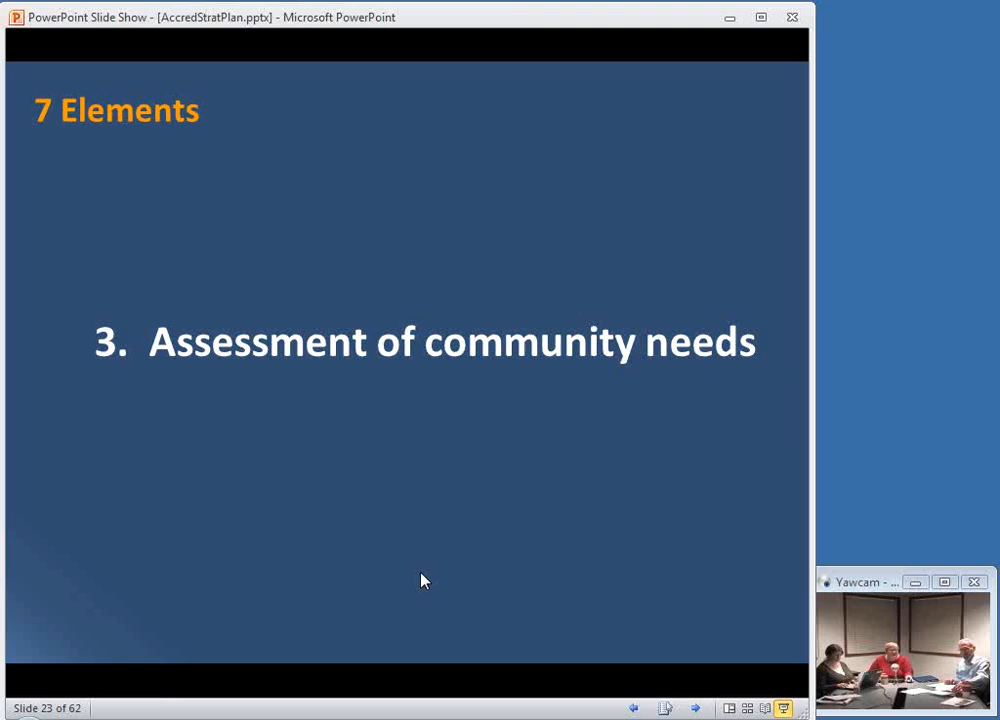 PowerPoint Slide Show - [AccredStratPlan.pptx] - Microsoft PowerPoint
7 Elements
3. Assessment of community needs
Yawcam - ...
Slide 23 of 62